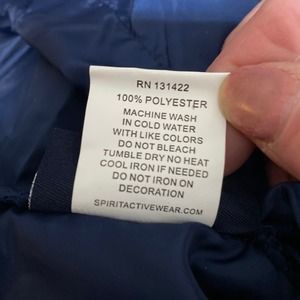 RN 131422
100% POLYESTER
MACHINE WASH
IN COLD WATER
WITH LIKE COLORS
DO NOT BLEACH
TUMBLE DRY NO HEAT
COOL IRON IF NEEDED
DO NOT IRON ON
DECORATION
SPIRITACTIVEWEAR.COM